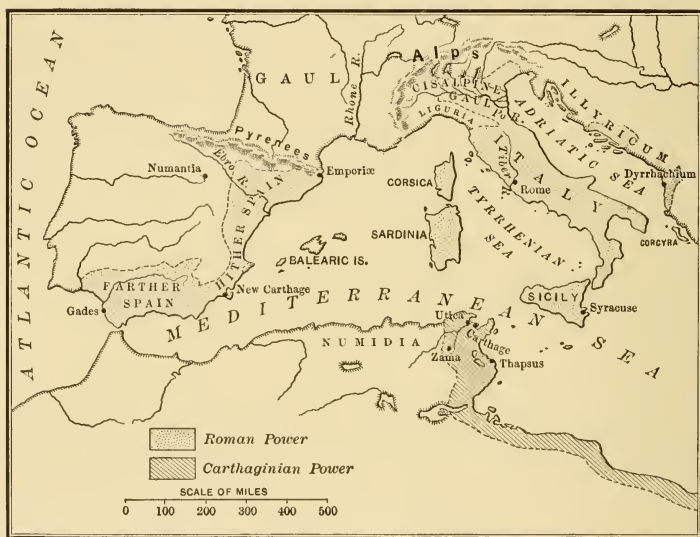 ATLANTIC OCEAN
GAUL
Rhone R.
Alps
CISALPINE
GAUL
Po R.
LIGURIA
ILLYRICUM
ADRIATIC SEA
Pyrenees
Ebro. R.
Numantia
Emporiæ
HITHER SPAIN
CORSICA
ITALY
Tiber R.
Rome
Dyrrhachium
SARDINIA
TYRRHENIAN
SEA
CORCYRA
BALEARIC IS.
FARTHER
SPAIN
New Carthage
Gades
MEDITERRANEAN SEA
SICILY
Syracuse
Utica
Carthage
NUMIDIA
Zama
Thapsus
Roman Power
Carthaginian Power
SCALE OF MILES
0 100 200 300 400 500